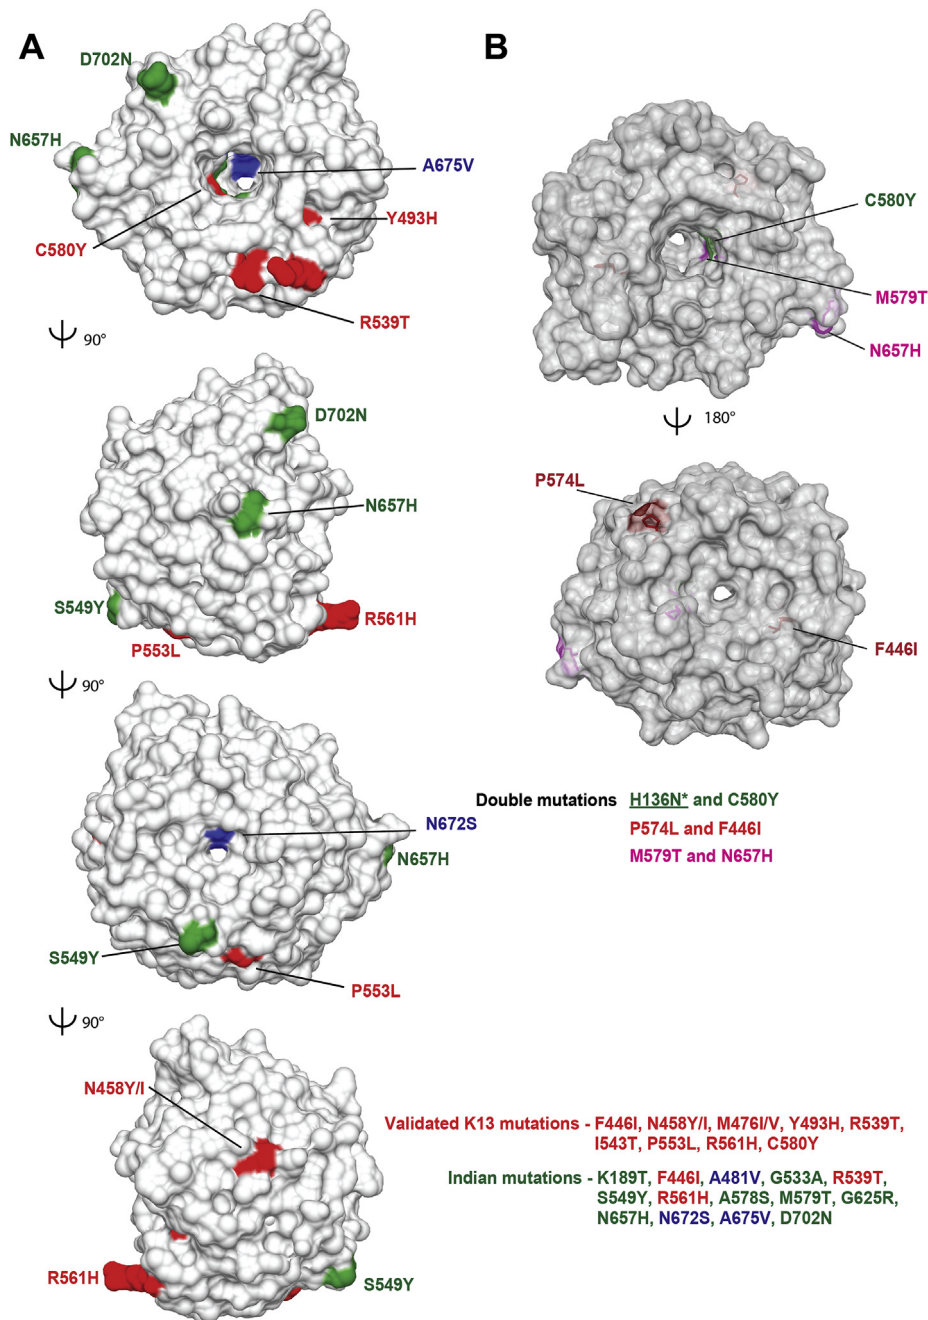 A
D702N
N657H
A675V
Y493H
C580Y
R539T
90°
D702N
N657H
S549Y
R561H
P553L
90°
N672S
N657H
S549Y
P553L
90°
N458Y/I
R561H
S549Y
B
C580Y
M579T
N657H
180°
P574L
F446I
Double mutations H136N* and C580Y
P574L and F446I
M579T and N657H
Validated K13 mutations - F446I, N458Y/I, M476I/V, Y493H, R539T,
I543T, P553L, R561H, C580Y
Indian mutations - K189T, F446I, A481V, G533A, R539T,
S549Y, R561H, A578S, M579T, G625R,
N657H, N672S, A675V, D702N